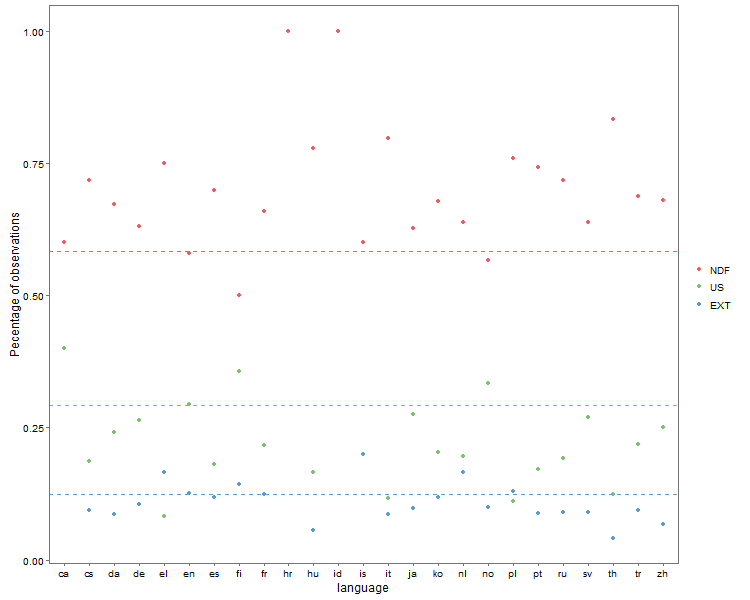 1.00
0.75
0.50
0.25
0.00
Pecentage of observations
ca cs da de el en es fi fr hr hu id is it ja ko nl no pl pt ru sv th tr zh
language
NDF
US
EXT